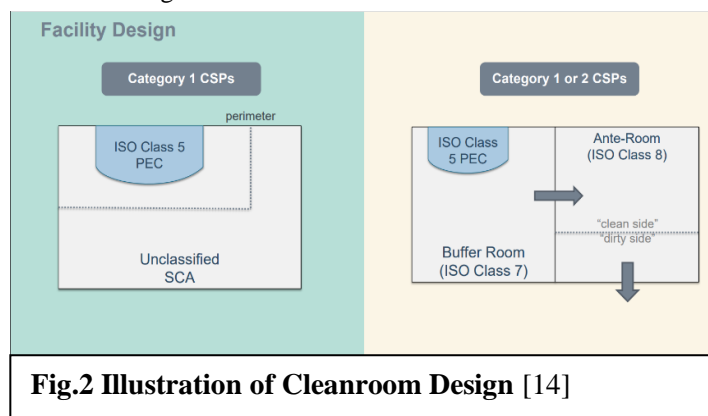 Facility Design
Category 1 CSPs
perimeter
ISO Class 5
PEC
Unclassified
SCA
Category 1 or 2 CSPs
ISO Class
5 PEC
Buffer Room
(ISO Class 7)
Ante-Room
(ISO Class 8)
“clean side”
“dirty side”
Fig.2 Illustration of Cleanroom Design [14]